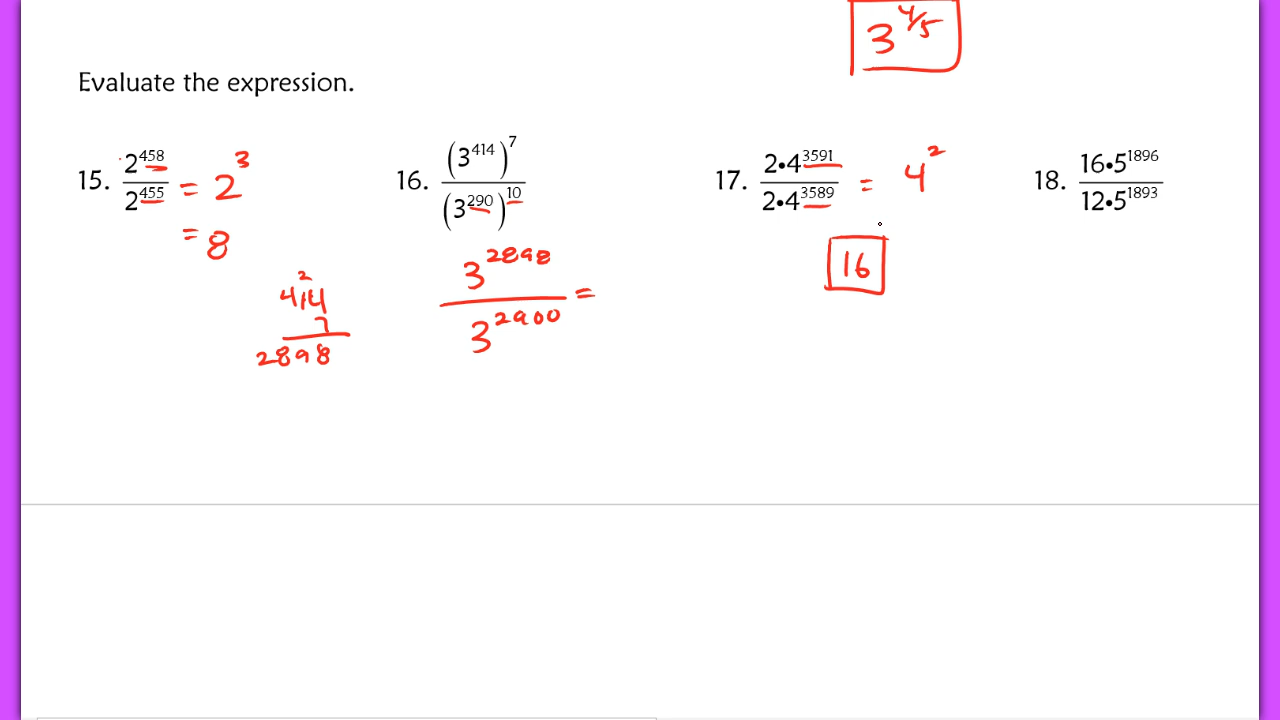 3^4/5
Evaluate the expression.
15. 2^458 / 2^455 = 2^3
= 8
16. (3^414)^7 / (3^290)^10
2
414
7
2898
3^2898 / 3^2900 =
17. 2•4^3591 / 2•4^3589 = 4^2
16
18. 16•5^1896 / 12•5^1893